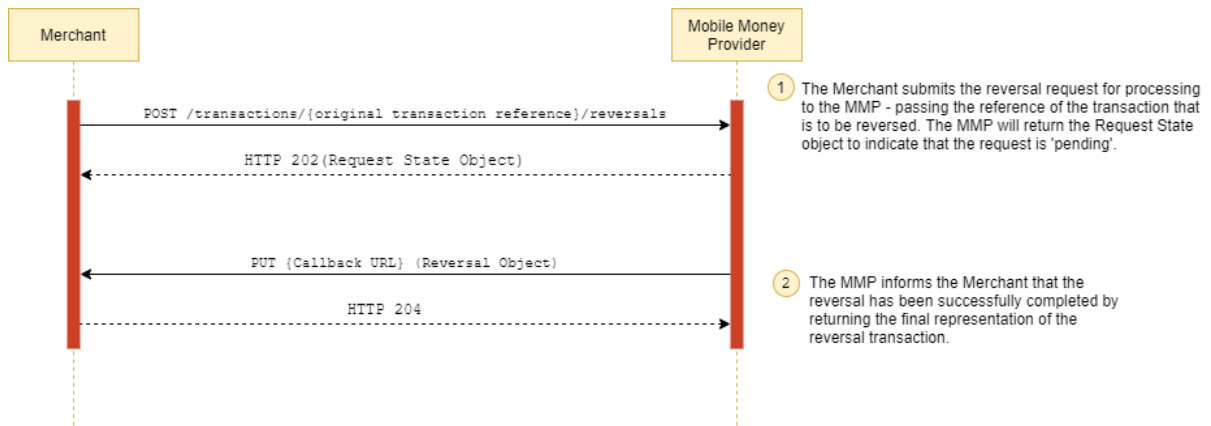 Merchant
Mobile Money
Provider
1
The Merchant submits the reversal request for processing
to the MMP - passing the reference of the transaction that
is to be reversed. The MMP will return the Request State
object to indicate that the request is 'pending'.
POST /transactions/{original transaction reference}/reversals
HTTP 202(Request State Object)
PUT {Callback URL} (Reversal Object)
2
The MMP informs the Merchant that the
reversal has been successfully completed by
returning the final representation of the
reversal transaction.
HTTP 204